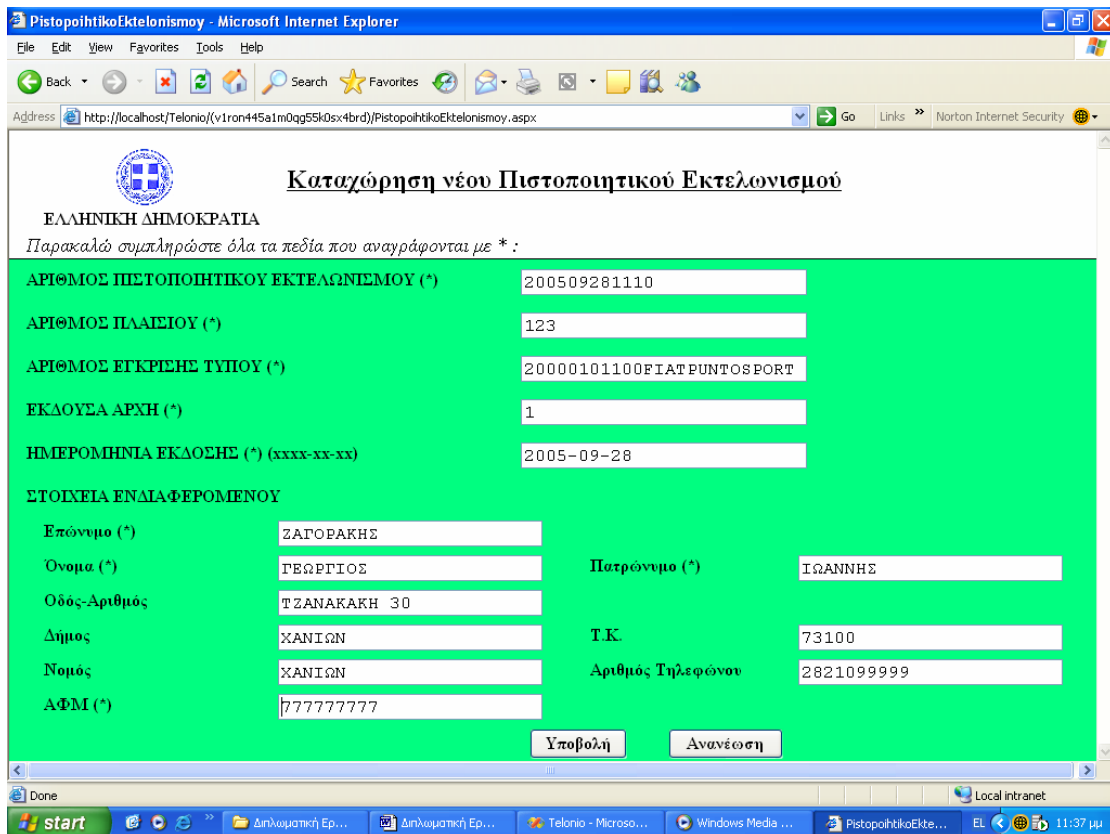 PistopoihtikoEktelonismoy - Microsoft Internet Explorer
File Edit View Favorites Tools Help
Back Search Favorites
Address http://localhost/Telonio/(v1ron445a1m0qg55k0sx4brd)/PistopoihtikoEktelonismoy.aspx Go Links » Norton Internet Security
Καταχώρηση νέου Πιστοποιητικού Εκτελωνισμού
ΕΛΛΗΝΙΚΗ ΔΗΜΟΚΡΑΤΙΑ
Παρακαλώ συμπληρώστε όλα τα πεδία που αναγράφονται με * :
ΑΡΙΘΜΟΣ ΠΙΣΤΟΠΟΙΗΤΙΚΟΥ ΕΚΤΕΛΩΝΙΣΜΟΥ (*) 200509281110
ΑΡΙΘΜΟΣ ΠΛΑΙΣΙΟΥ (*) 123
ΑΡΙΘΜΟΣ ΕΓΚΡΙΣΗΣ ΤΥΠΟΥ (*) 20000101100FIATPUNTOSPORT
ΕΚΔΟΥΣΑ ΑΡΧΗ (*) 1
ΗΜΕΡΟΜΗΝΙΑ ΕΚΔΟΣΗΣ (*) (xxxx-xx-xx) 2005-09-28
ΣΤΟΙΧΕΙΑ ΕΝΔΙΑΦΕΡΟΜΕΝΟΥ
Επώνυμο (*) ΖΑΓΟΡΑΚΗΣ
Όνομα (*) ΓΕΩΡΓΙΟΣ Πατρώνυμο (*) ΙΩΑΝΝΗΣ
Οδός-Αριθμός ΤΖΑΝΑΚΑΚΗ 30
Δήμος ΧΑΝΙΩΝ Τ.Κ. 73100
Νομός ΧΑΝΙΩΝ Αριθμός Τηλεφώνου 2821099999
ΑΦΜ (*) 777777777
Υποβολή Ανανέωση
Done Local intranet
start » Διπλωματική Ερ... Διπλωματική Ερ... Telonio - Microso... Windows Media ... PistopoihtikoEkte... EL 11:37 μμ